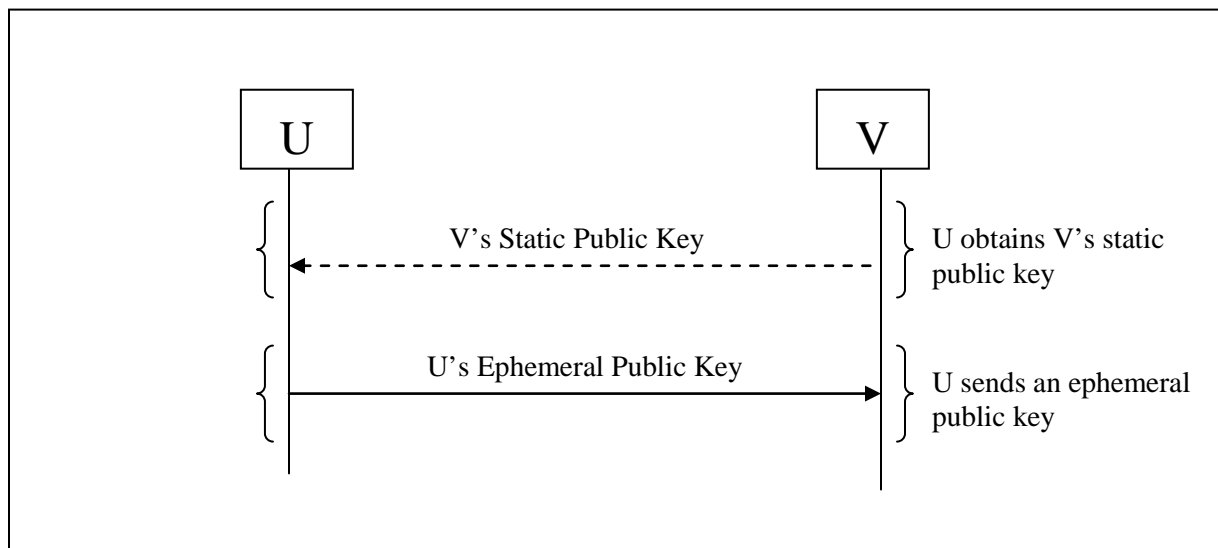 U
V
V’s Static Public Key
U obtains V’s static
public key
U’s Ephemeral Public Key
U sends an ephemeral
public key